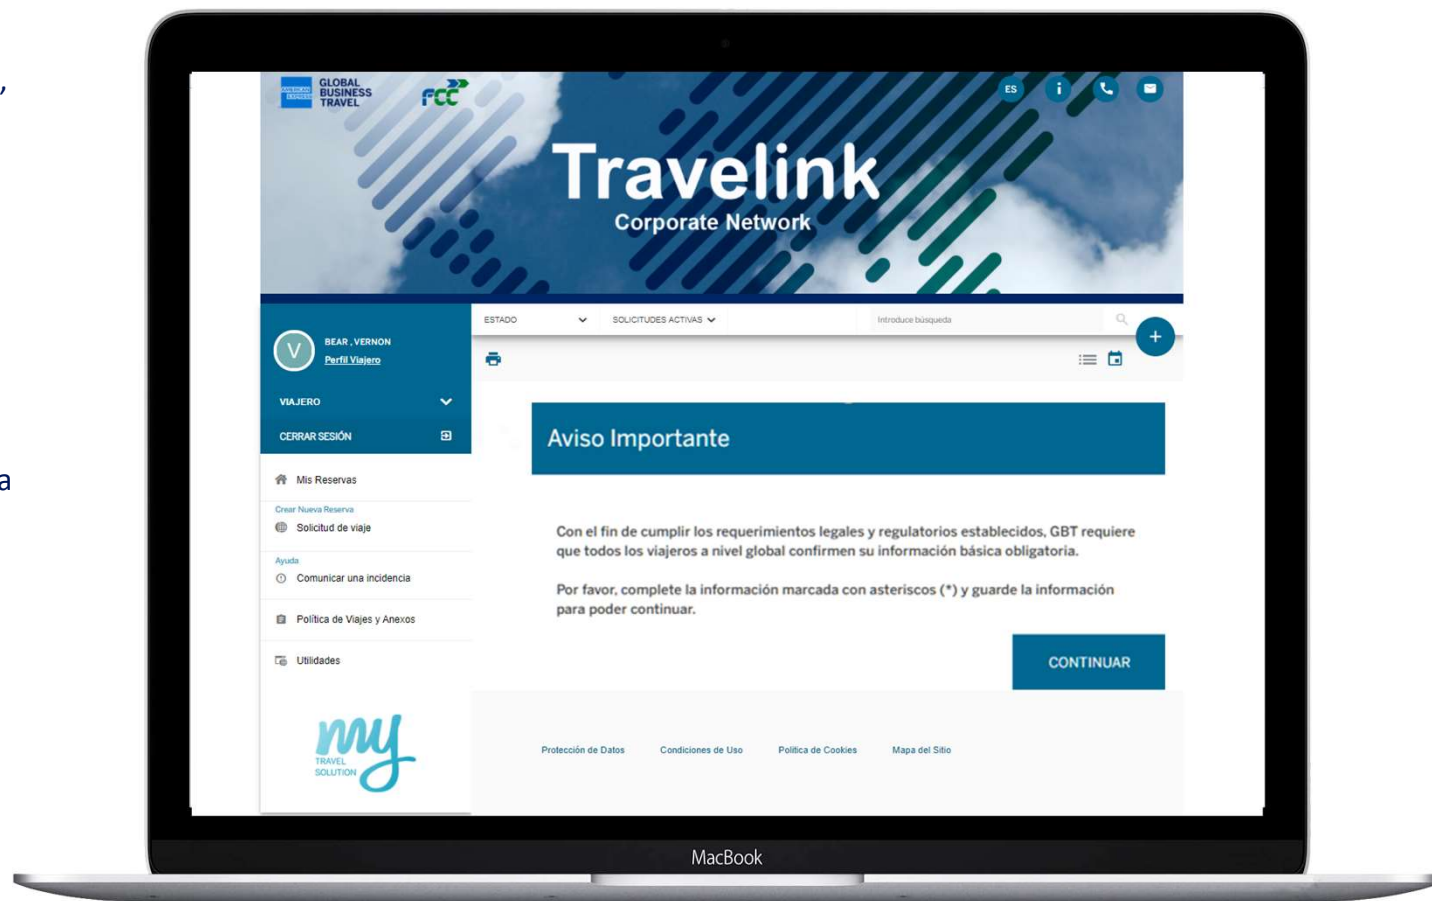 ,
a
AMERICAN EXPRESS
GLOBAL
BUSINESS
TRAVEL
FCC
ES
i
Travelink
Corporate Network
V
BEAR , VERNON
Perfil Viajero
VIAJERO
CERRAR SESIÓN
Mis Reservas
Crear Nueva Reserva
Solicitud de viaje
Ayuda
Comunicar una incidencia
Política de Viajes y Anexos
Utilidades
my
TRAVEL
SOLUTION
ESTADO
SOLICITUDES ACTIVAS
Introduce búsqueda
+
Aviso Importante
Con el fin de cumplir los requerimientos legales y regulatorios establecidos, GBT requiere
que todos los viajeros a nivel global confirmen su información básica obligatoria.
Por favor, complete la información marcada con asteriscos (*) y guarde la información
para poder continuar.
CONTINUAR
Protección de Datos
Condiciones de Uso
Política de Cookies
Mapa del Sitio
MacBook